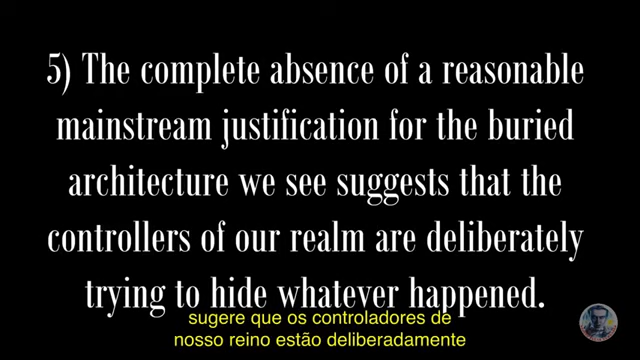 5) The complete absence of a reasonable
mainstream justification for the buried
architecture we see suggests that the
controllers of our realm are deliberately
trying to hide whatever happened.
sugere que os controladores de
nosso reino estão deliberadamente